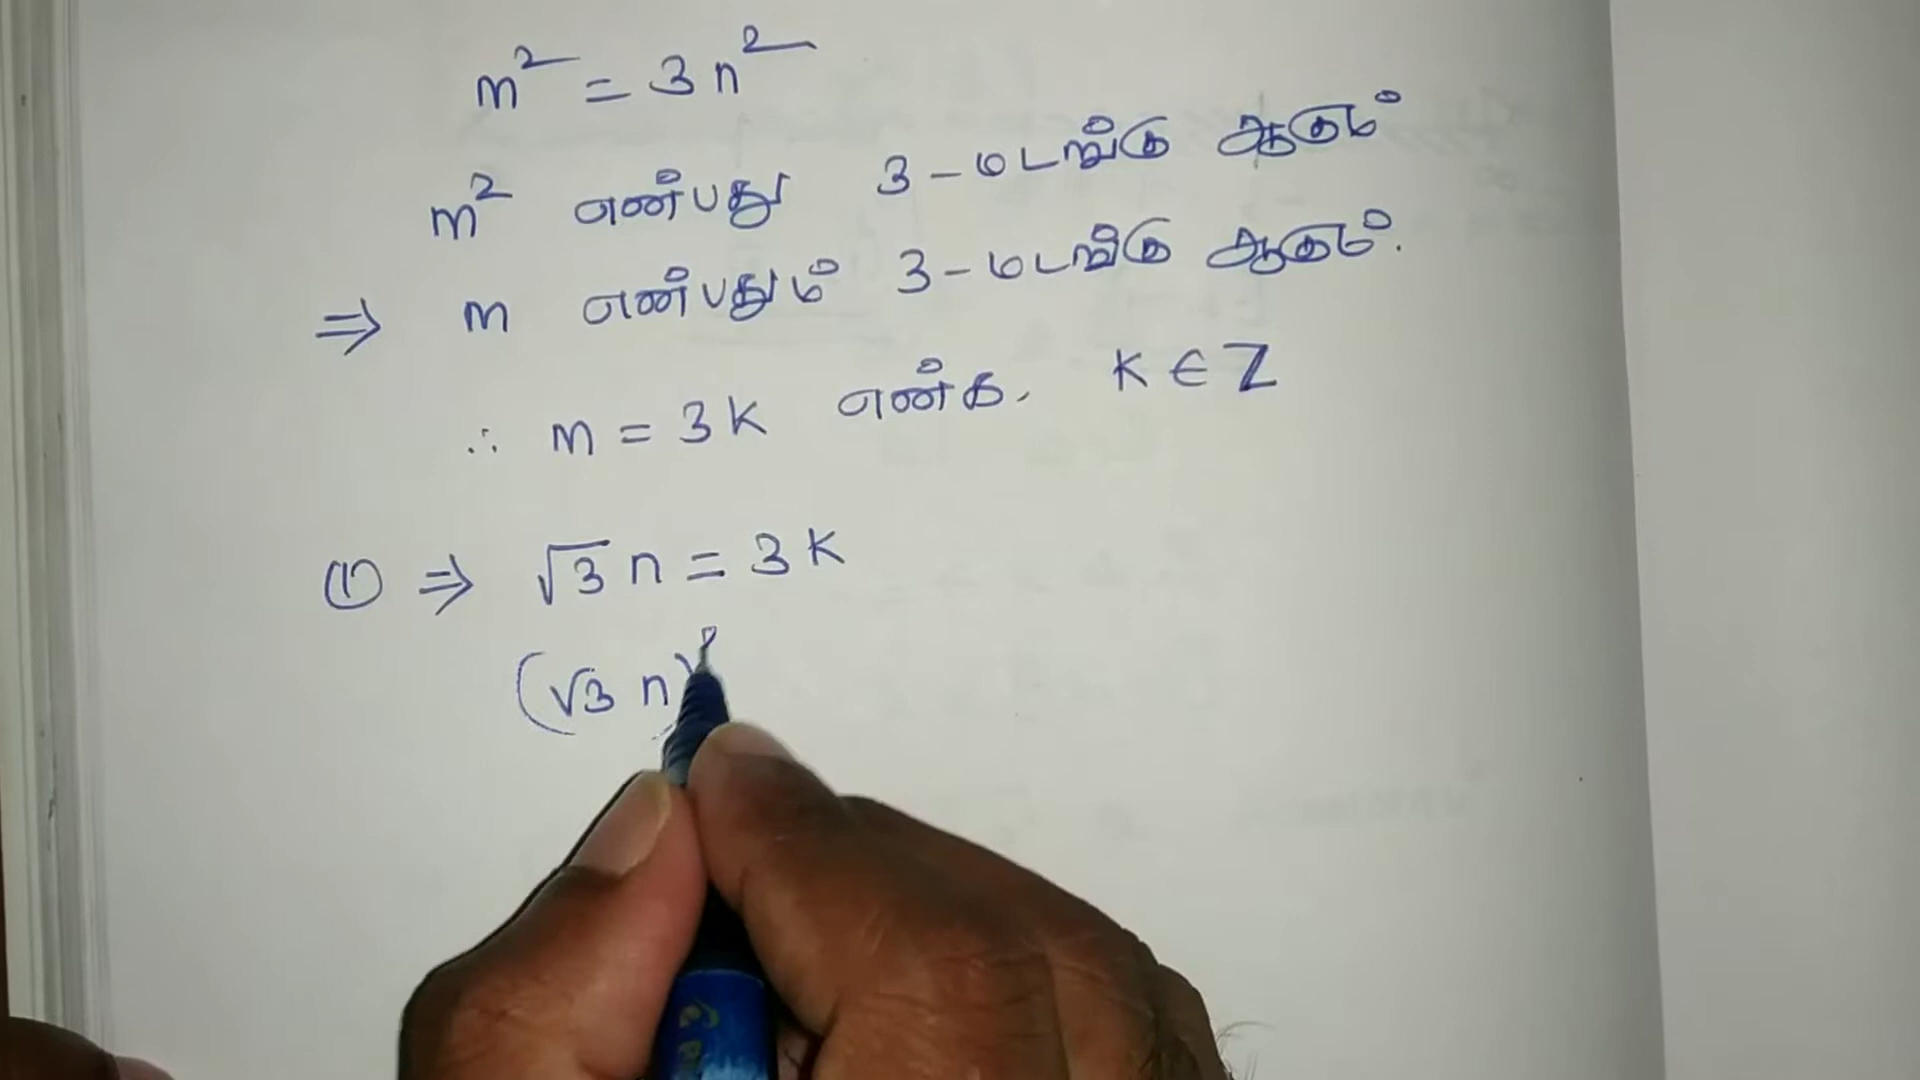 m² = 3n²
m² என்பது 3-மடங்கு ஆகும்
⇒ m என்பதும் 3-மடங்கு ஆகும்.
∴ m = 3k என்க, k ∈ Z
① ⇒ √3 n = 3k
(√3 n)²